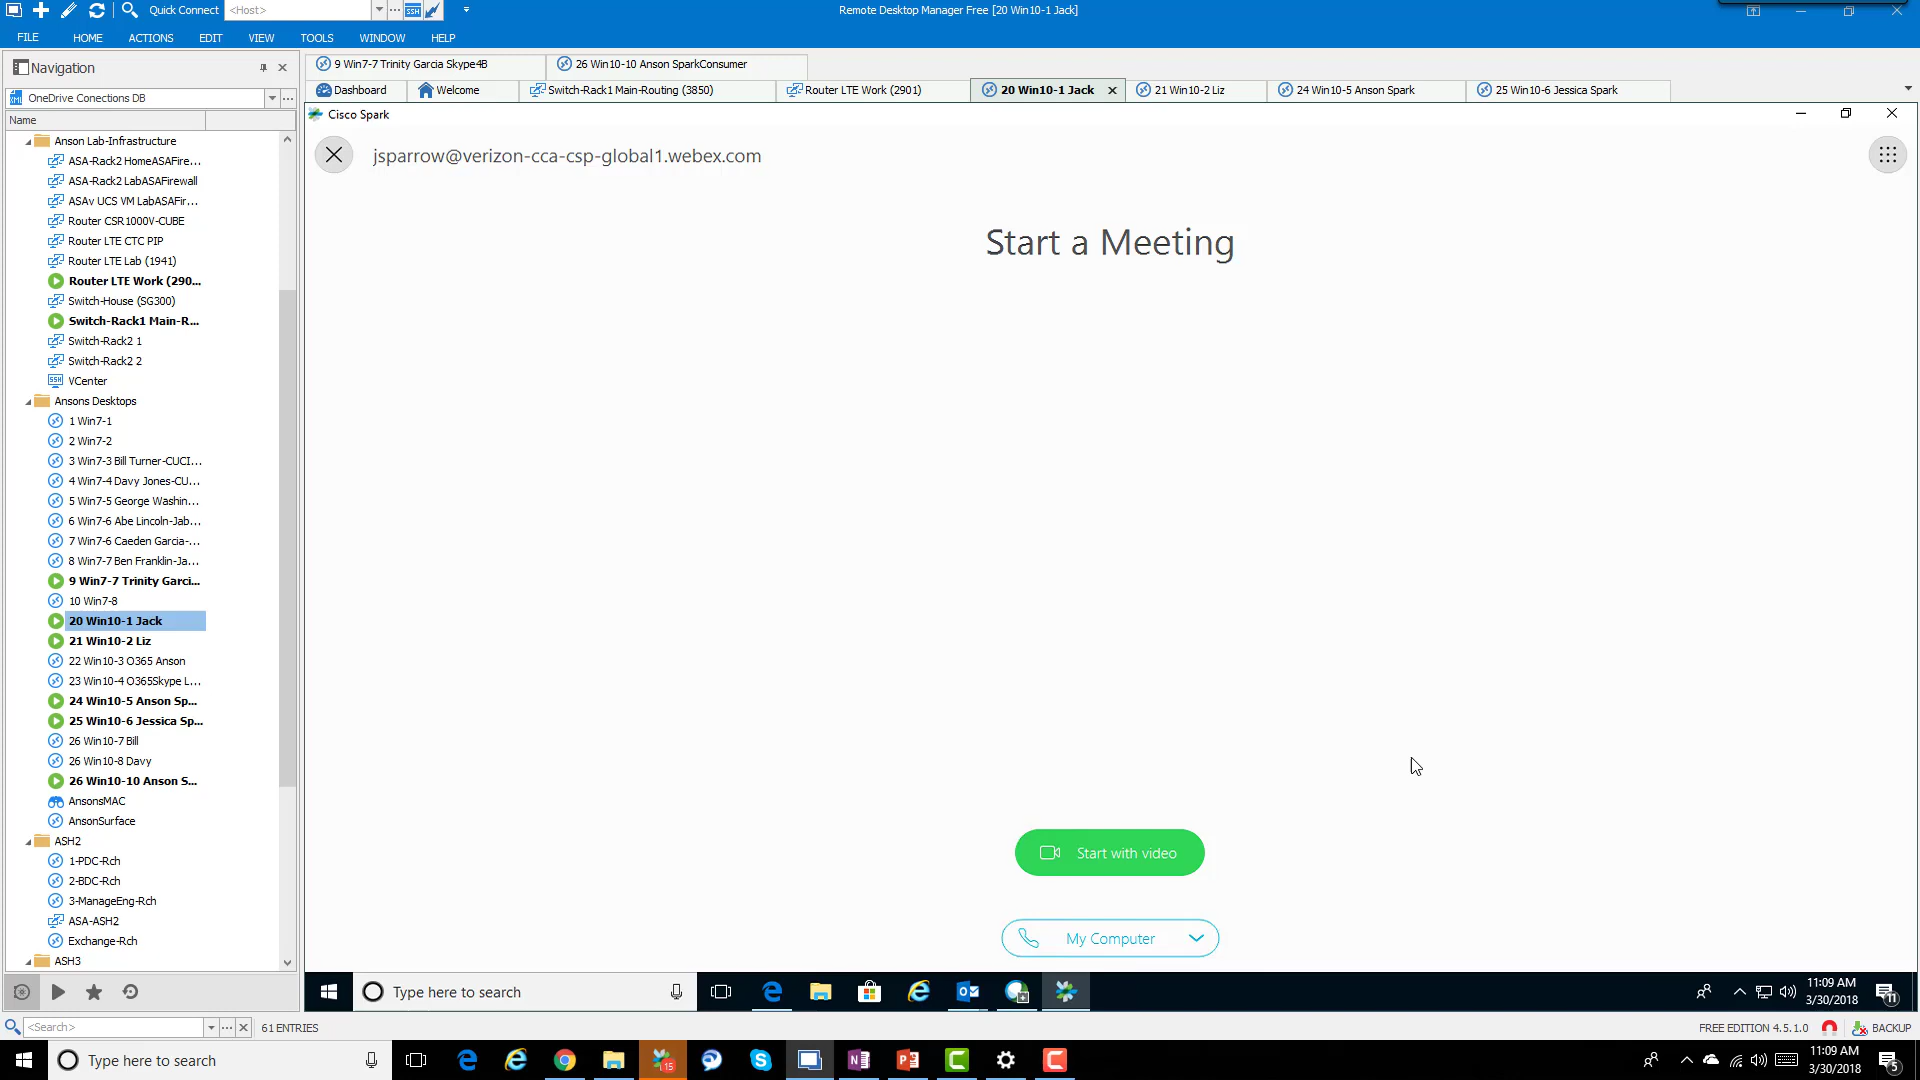 Quick Connect <Host> SSH Remote Desktop Manager Free [20 Win10-1 Jack]
FILE HOME ACTIONS EDIT VIEW TOOLS WINDOW HELP
Navigation
OneDrive Conections DB
Name
Anson Lab-Infrastructure
ASA-Rack2 HomeASAFire...
ASA-Rack2 LabASAFirewall
ASAv UCS VM LabASAFir...
Router CSR1000V-CUBE
Router LTE CTC PIP
Router LTE Lab (1941)
Router LTE Work (290...
Switch-House (SG300)
Switch-Rack1 Main-R...
Switch-Rack2 1
Switch-Rack2 2
SSH VCenter
Ansons Desktops
1 Win7-1
2 Win7-2
3 Win7-3 Bill Turner-CUCI...
4 Win7-4 Davy Jones-CU...
5 Win7-5 George Washin...
6 Win7-6 Abe Lincoln-Jab...
7 Win7-6 Caeden Garcia-...
8 Win7-7 Ben Franklin-Ja...
9 Win7-7 Trinity Garci...
10 Win7-8
20 Win10-1 Jack
21 Win10-2 Liz
22 Win10-3 O365 Anson
23 Win10-4 O365Skype L...
24 Win10-5 Anson Sp...
25 Win10-6 Jessica Sp...
26 Win10-7 Bill
26 Win10-8 Davy
26 Win10-10 Anson S...
AnsonsMAC
AnsonSurface
ASH2
1-PDC-Rch
2-BDC-Rch
3-ManageEng-Rch
ASA-ASH2
Exchange-Rch
ASH3
9 Win7-7 Trinity Garcia Skype4B 26 Win10-10 Anson SparkConsumer
Dashboard Welcome Switch-Rack1 Main-Routing (3850) Router LTE Work (2901) 20 Win10-1 Jack 21 Win10-2 Liz 24 Win10-5 Anson Spark 25 Win10-6 Jessica Spark
Cisco Spark
jsparrow@verizon-cca-csp-global1.webex.com
Start a Meeting
Start with video
My Computer
Type here to search
11:09 AM
3/30/2018
11
<Search> 61 ENTRIES FREE EDITION 4.5.1.0 BACKUP
Type here to search
15
11:09 AM
3/30/2018
5